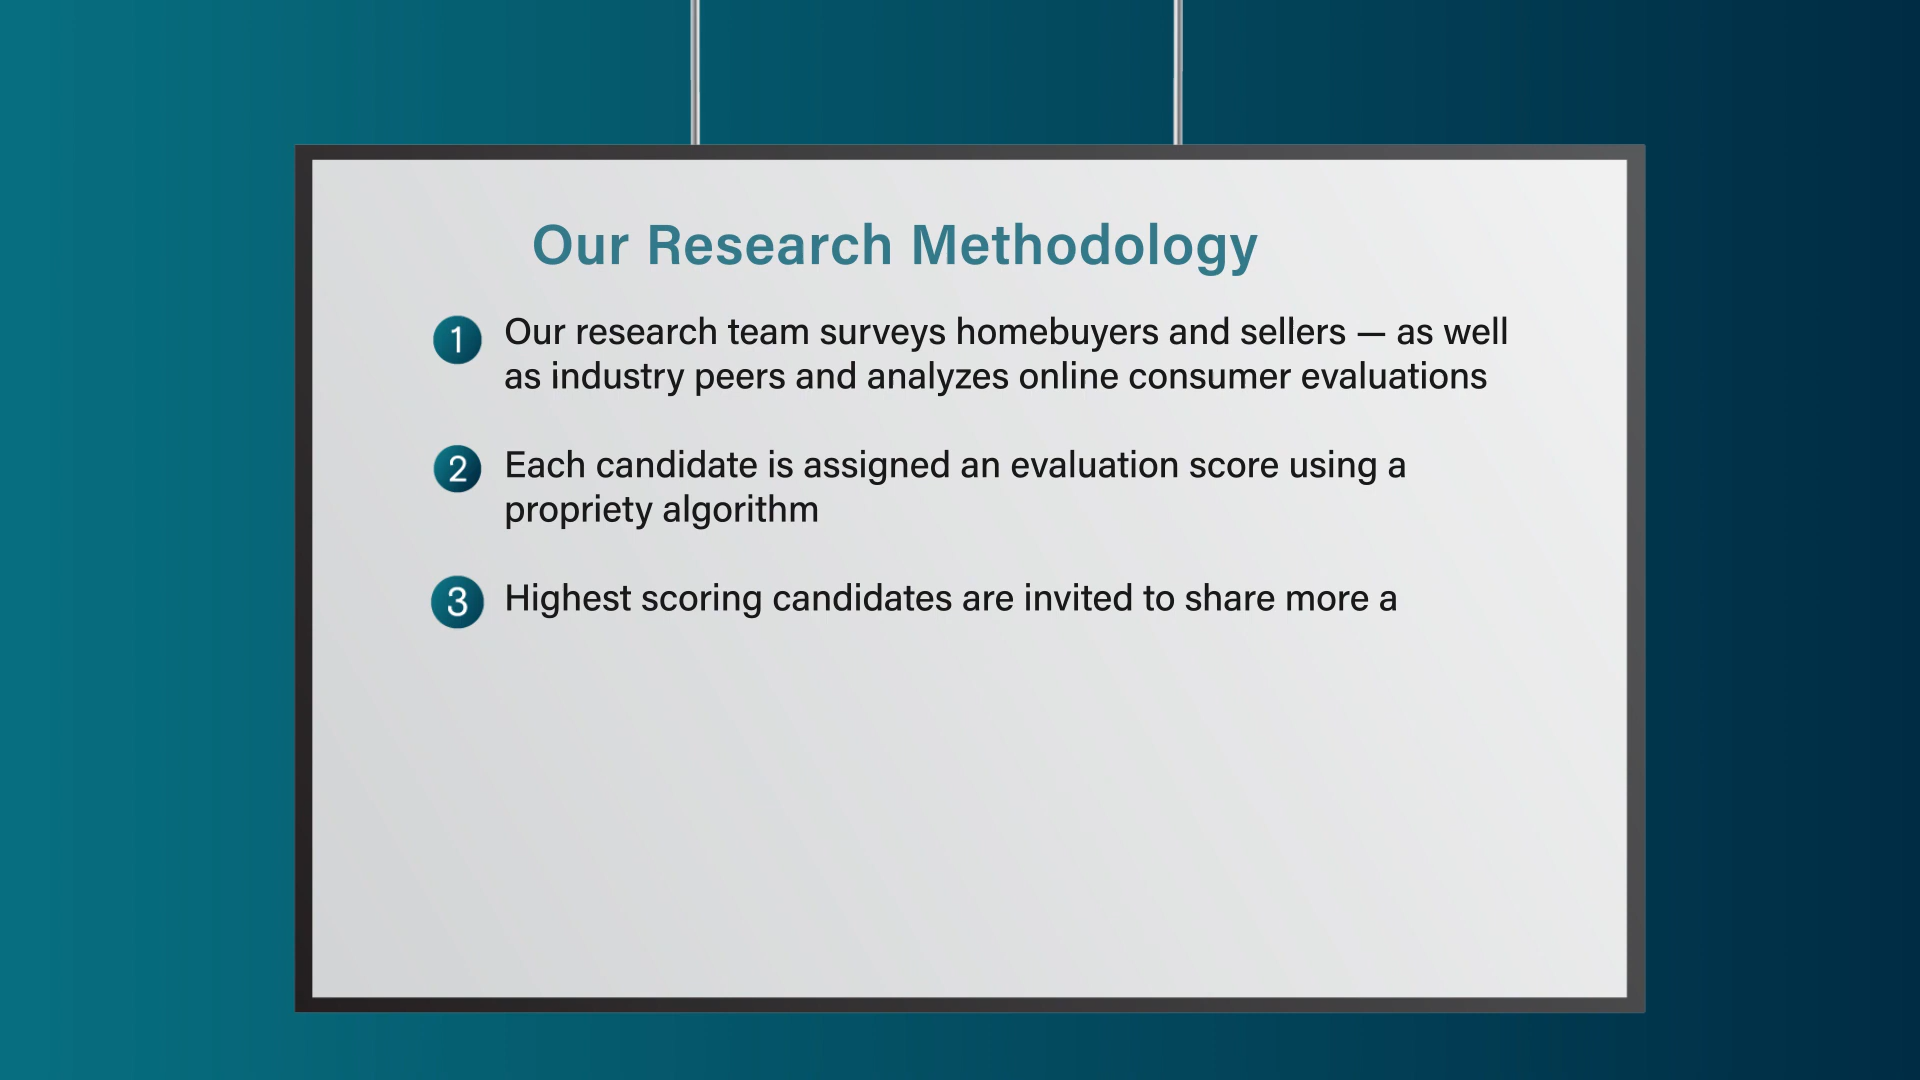 Our Research Methodology
1 Our research team surveys homebuyers and sellers — as well
as industry peers and analyzes online consumer evaluations
2 Each candidate is assigned an evaluation score using a
propriety algorithm
3 Highest scoring candidates are invited to share more a